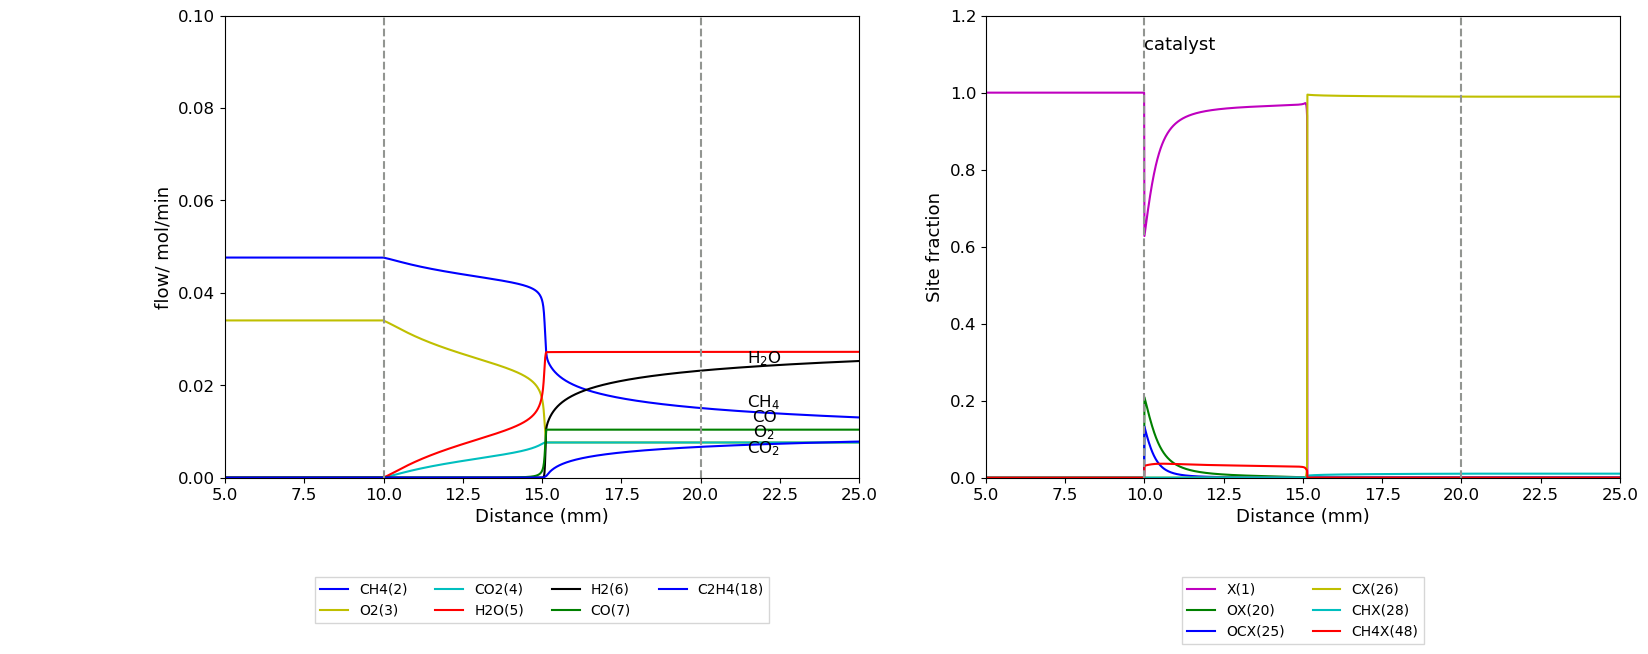 0.10
0.08
0.06
0.04
0.02
0.00
flow/ mol/min
H₂O
CH₄
CO
O₂
CO₂
5.0 7.5 10.0 12.5 15.0 17.5 20.0 22.5 25.0
Distance (mm)
CH4(2) CO2(4) H2(6) C2H4(18)
O2(3) H2O(5) CO(7)
1.2
1.0
0.8
0.6
0.4
0.2
0.0
Site fraction
catalyst
5.0 7.5 10.0 12.5 15.0 17.5 20.0 22.5 25.0
Distance (mm)
X(1) CX(26)
OX(20) CHX(28)
OCX(25) CH4X(48)